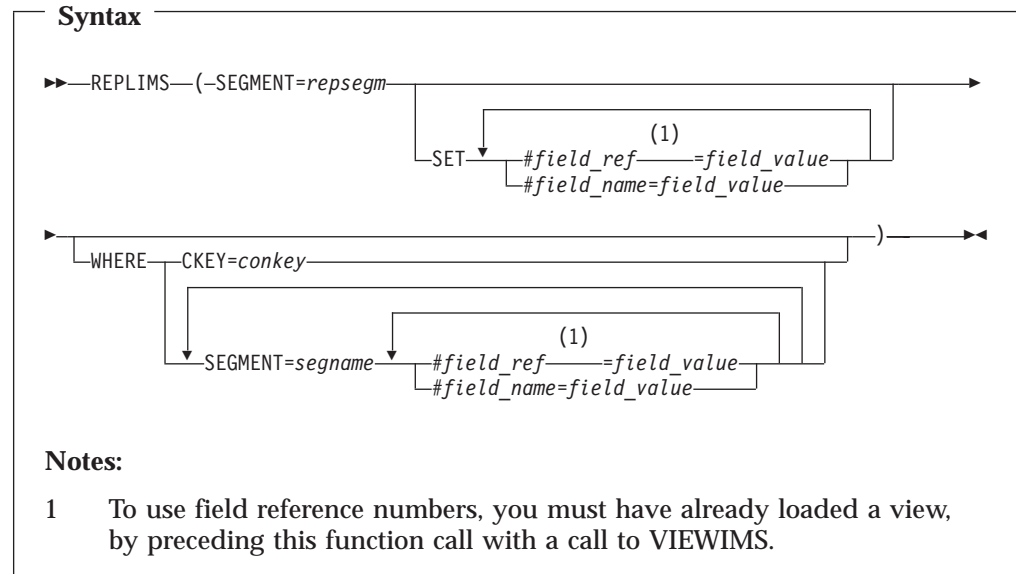 Syntax
REPLIMS ( SEGMENT=repsegm
(1)
SET #field_ref =field_value
#field_name=field_value
)
WHERE CKEY=conkey
(1)
SEGMENT=segname #field_ref =field_value
#field_name=field_value
Notes:
1 To use field reference numbers, you must have already loaded a view,
by preceding this function call with a call to VIEWIMS.